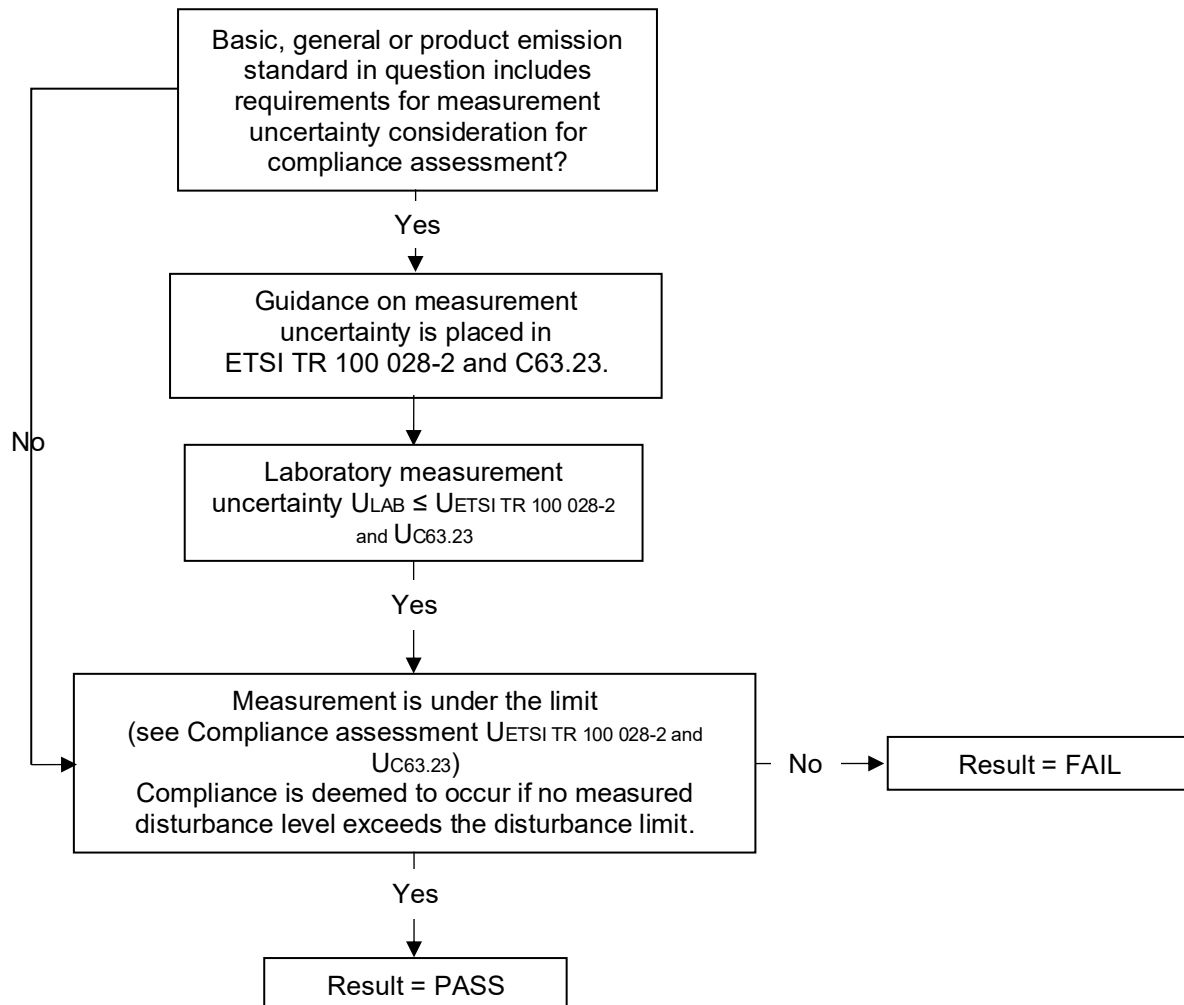 Basic, general or product emission
standard in question includes
requirements for measurement
uncertainty consideration for
compliance assessment?
Yes
Guidance on measurement
uncertainty is placed in
ETSI TR 100 028-2 and C63.23.
No
Laboratory measurement
uncertainty ULAB ≤ UETSI TR 100 028-2
and UC63.23
Yes
Measurement is under the limit
(see Compliance assessment UETSI TR 100 028-2 and
UC63.23)
Compliance is deemed to occur if no measured
disturbance level exceeds the disturbance limit.
No
Result = FAIL
Yes
Result = PASS